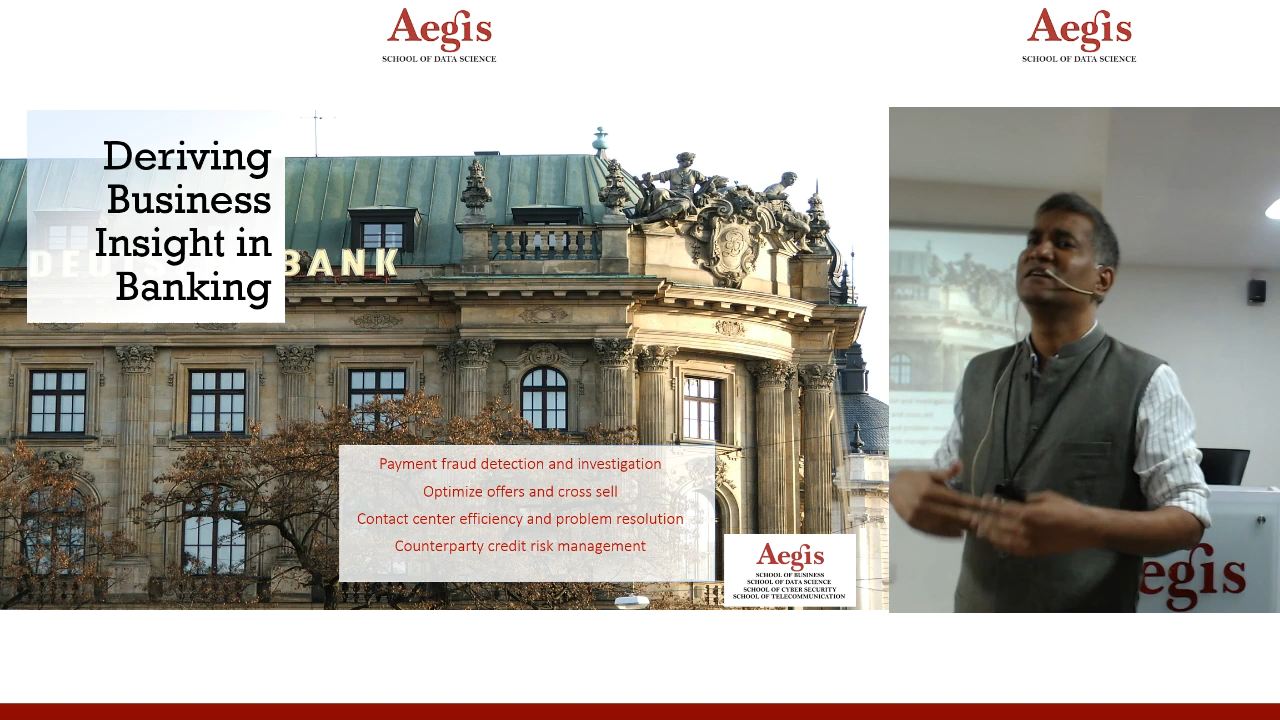 Aegis
SCHOOL OF DATA SCIENCE
Aegis
SCHOOL OF DATA SCIENCE
Deriving
Business
Insight in
Banking
BANK
Payment fraud detection and investigation
Optimize offers and cross sell
Contact center efficiency and problem resolution
Counterparty credit risk management
Aegis
SCHOOL OF BUSINESS
SCHOOL OF DATA SCIENCE
SCHOOL OF CYBER SECURITY
SCHOOL OF TELECOMMUNICATION
egis